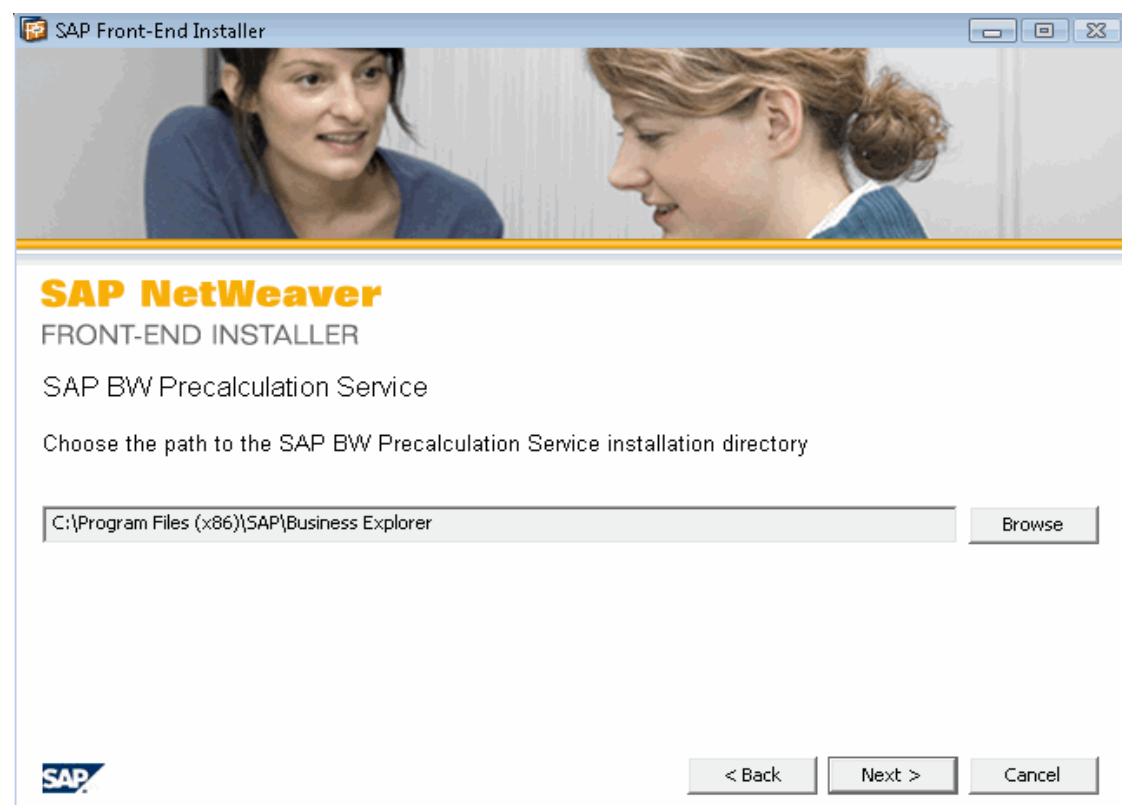 SAP Front-End Installer
SAP NetWeaver
FRONT-END INSTALLER
SAP BW Precalculation Service
Choose the path to the SAP BW Precalculation Service installation directory
C:\Program Files (x86)\SAP\Business Explorer
Browse
SAP
< Back
Next >
Cancel